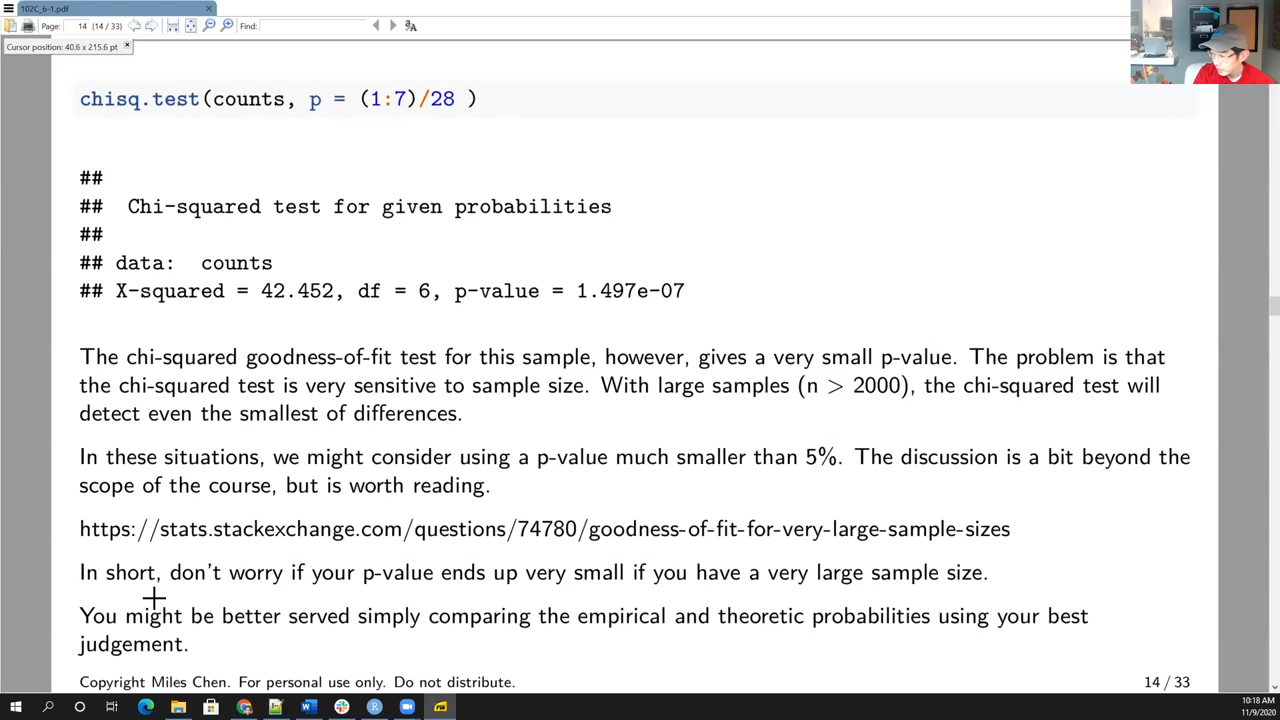 102C_6-1.pdf
Page: 14 (14 / 33) Find:
Cursor position: 40.6 x 215.6 pt
chisq.test(counts, p = (1:7)/28 )
##
## Chi-squared test for given probabilities
##
## data: counts
## X-squared = 42.452, df = 6, p-value = 1.497e-07
The chi-squared goodness-of-fit test for this sample, however, gives a very small p-value. The problem is that
the chi-squared test is very sensitive to sample size. With large samples (n > 2000), the chi-squared test will
detect even the smallest of differences.
In these situations, we might consider using a p-value much smaller than 5%. The discussion is a bit beyond the
scope of the course, but is worth reading.
https://stats.stackexchange.com/questions/74780/goodness-of-fit-for-very-large-sample-sizes
In short, don't worry if your p-value ends up very small if you have a very large sample size.
You might be better served simply comparing the empirical and theoretic probabilities using your best
judgement.
Copyright Miles Chen. For personal use only. Do not distribute. 14 / 33
10:18 AM
11/9/2020